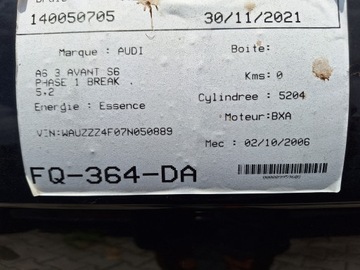 140050705 30/11/2021
Marque : AUDI Boite:
A6 3 AVANT S6
PHASE 1 BREAK .
5.2
Kms: 0
Energie : Essence Cylindree : 5204
Moteur:BXA
VIN:WAUZZZ4F07N050889
Mec : 02/10/2006
FQ-364-DA